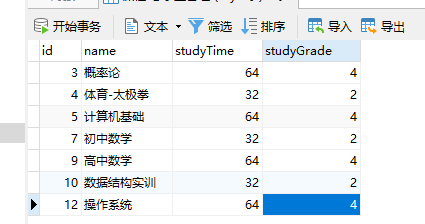 开始事务 文本 筛选 排序 导入 导出
id name studyTime studyGrade
3 概率论 64 4
4 体育-太极拳 32 2
5 计算机基础 64 4
7 初中数学 32 2
9 高中数学 64 4
10 数据结构实训 32 2
12 操作系统 64 4